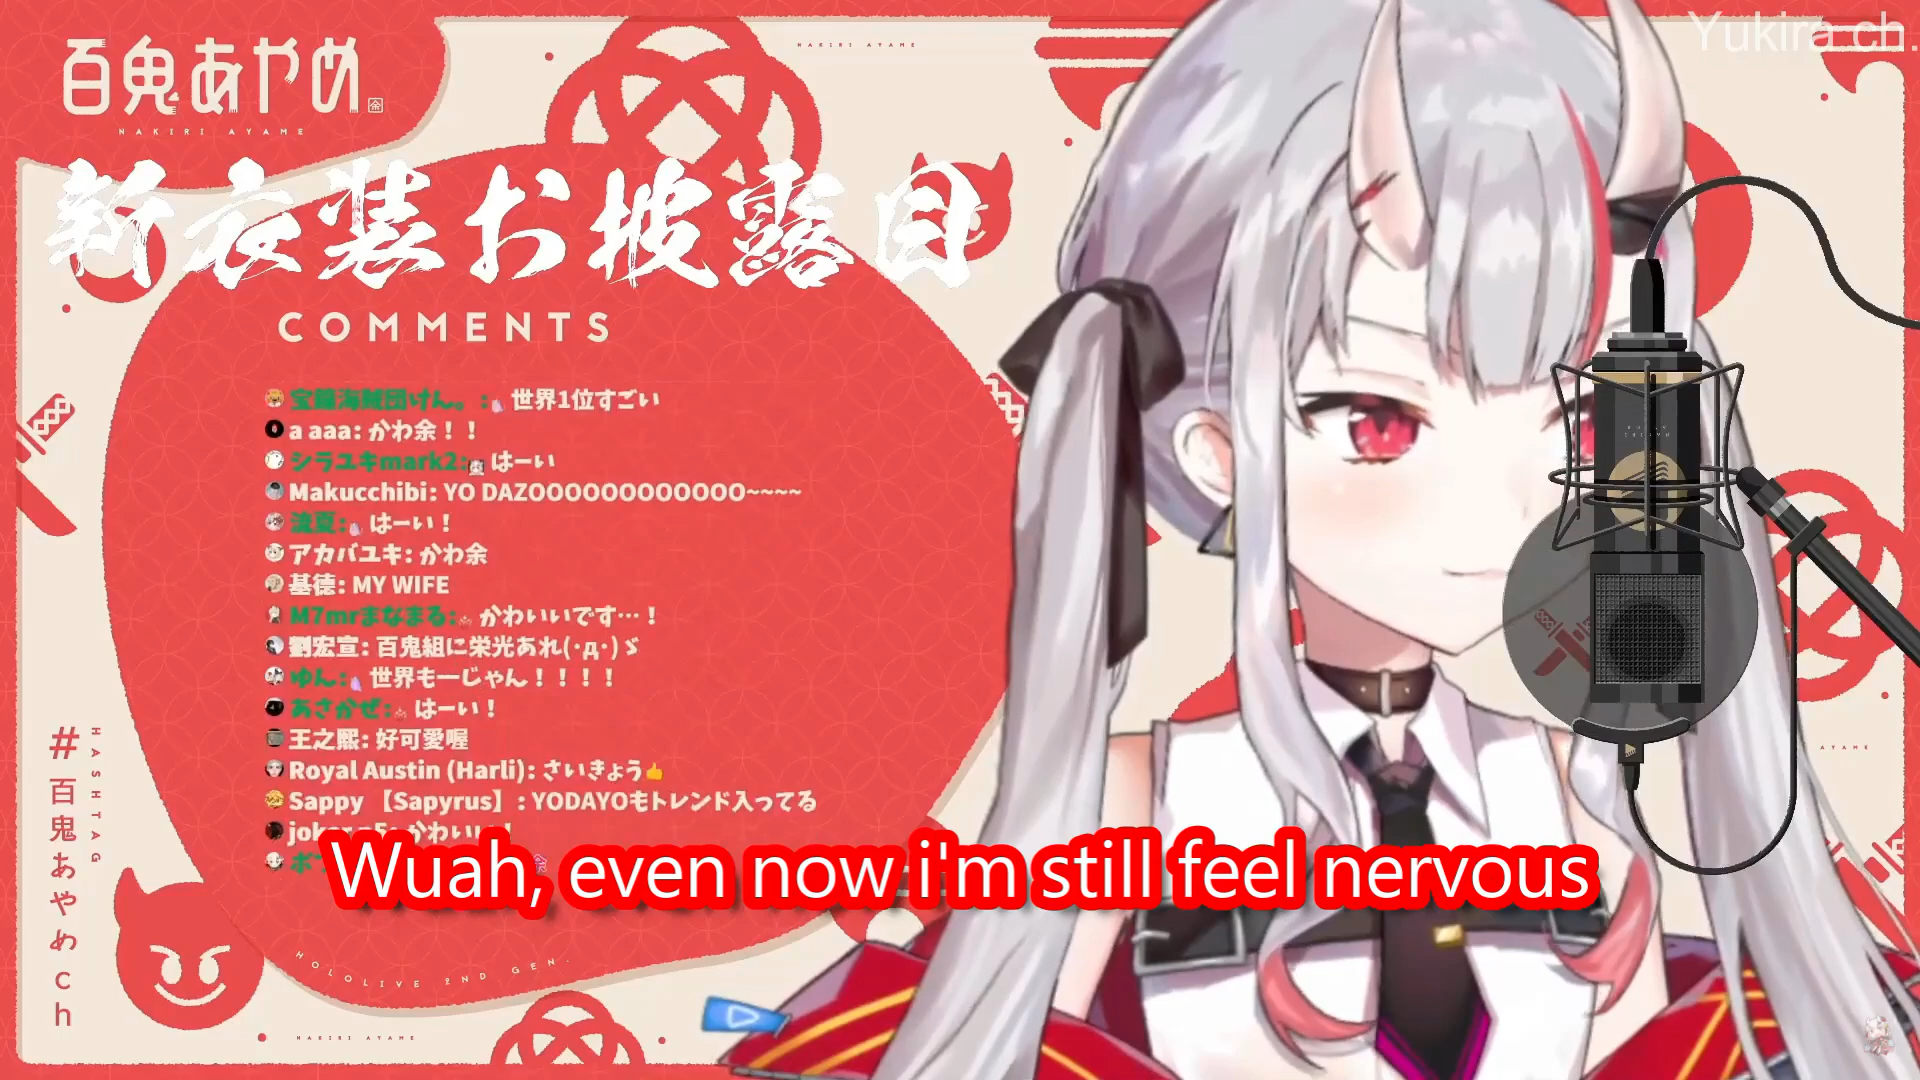 Yukira ch.
百鬼あやめ
NAKIRI AYAME
NAKIRI AYAME
新衣装お披露目
COMMENTS
宝鐘海賊団けん。: 世界1位すごい
a aaa: かわ余！！
シラユキmark2: はーい
Makucchibi: YO DAZOOOOOOOOOOOO~~~~
流夏: はーい！
アカバユキ: かわ余
基德: MY WIFE
M7mrまなまる: かわいいです…！
劉宏宣: 百鬼組に栄光あれ(･д･)ゞ
ゆん: 世界もーじゃん！！！！
あさかぜ: はーい！
王之熙: 好可愛喔
Royal Austin (Harli): さいきょう👍
Sappy 【Sapyrus】: YODAYOもトレンド入ってる
Wuah, even now i'm still feel nervous
HASHTAG
#百鬼あやめch
HOLOLIVE 2ND GEN.
NAKIRI AYAME
AYAME